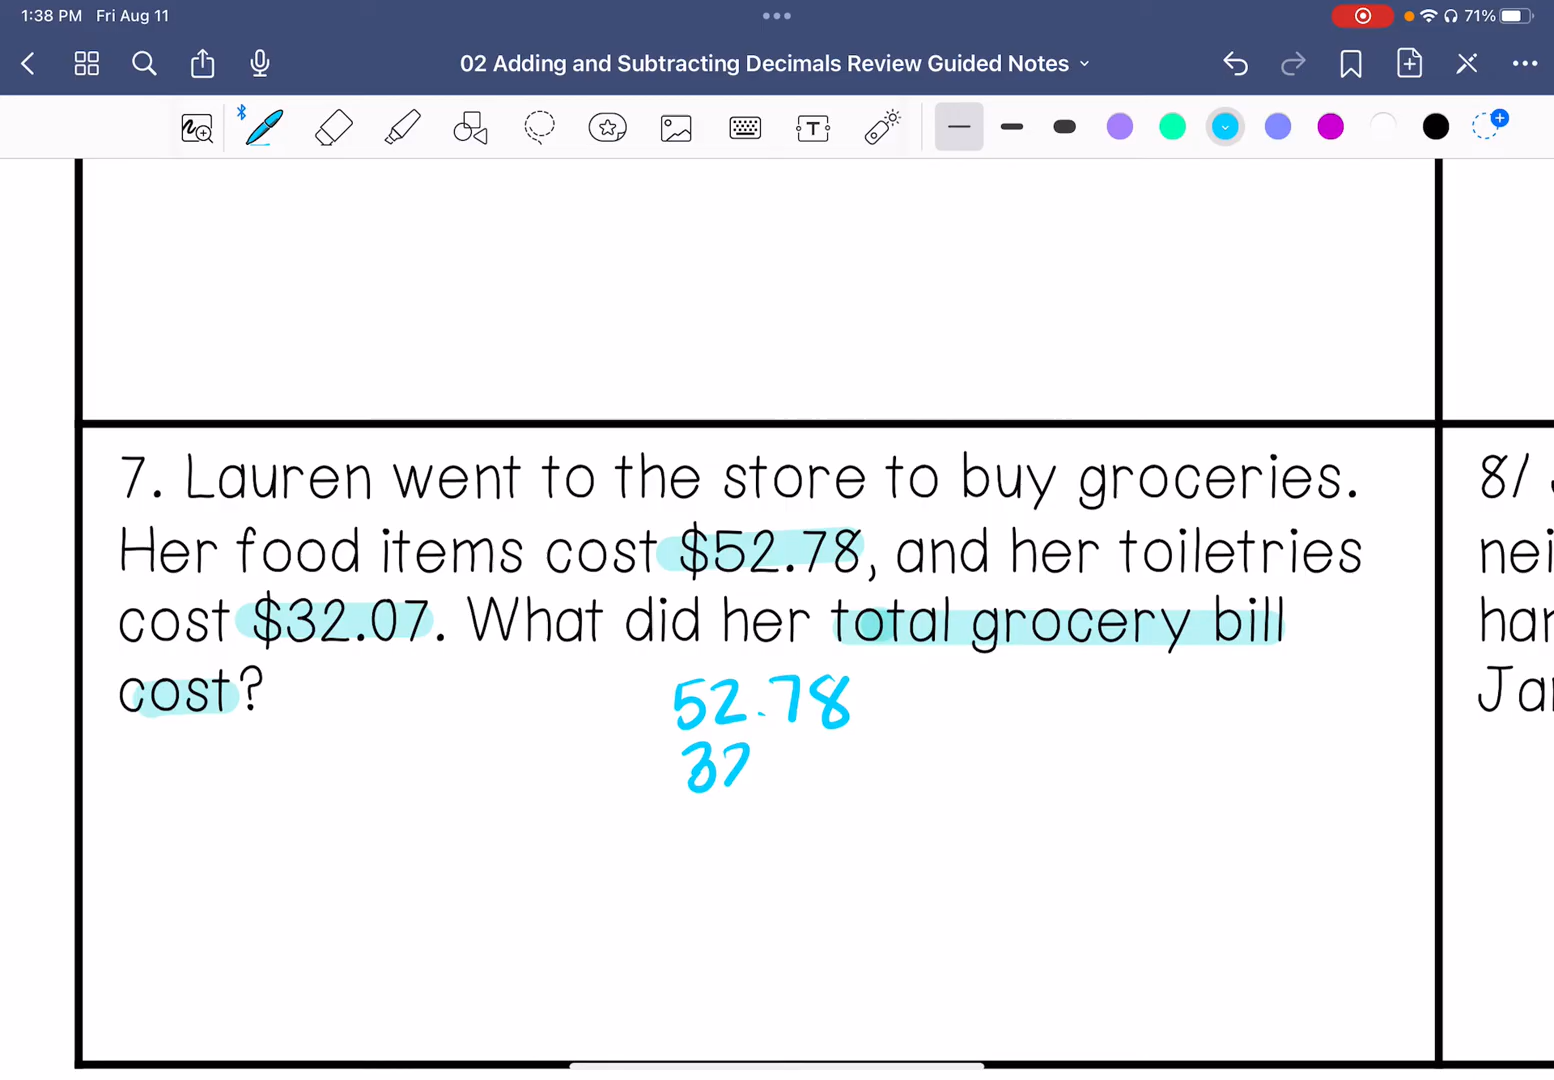 1:38 PM Fri Aug 11
71%
02 Adding and Subtracting Decimals Review Guided Notes
T
7. Lauren went to the store to buy groceries.
Her food items cost $52.78, and her toiletries
cost $32.07. What did her total grocery bill
cost?
52.78
32
8/
nei
har
Jar